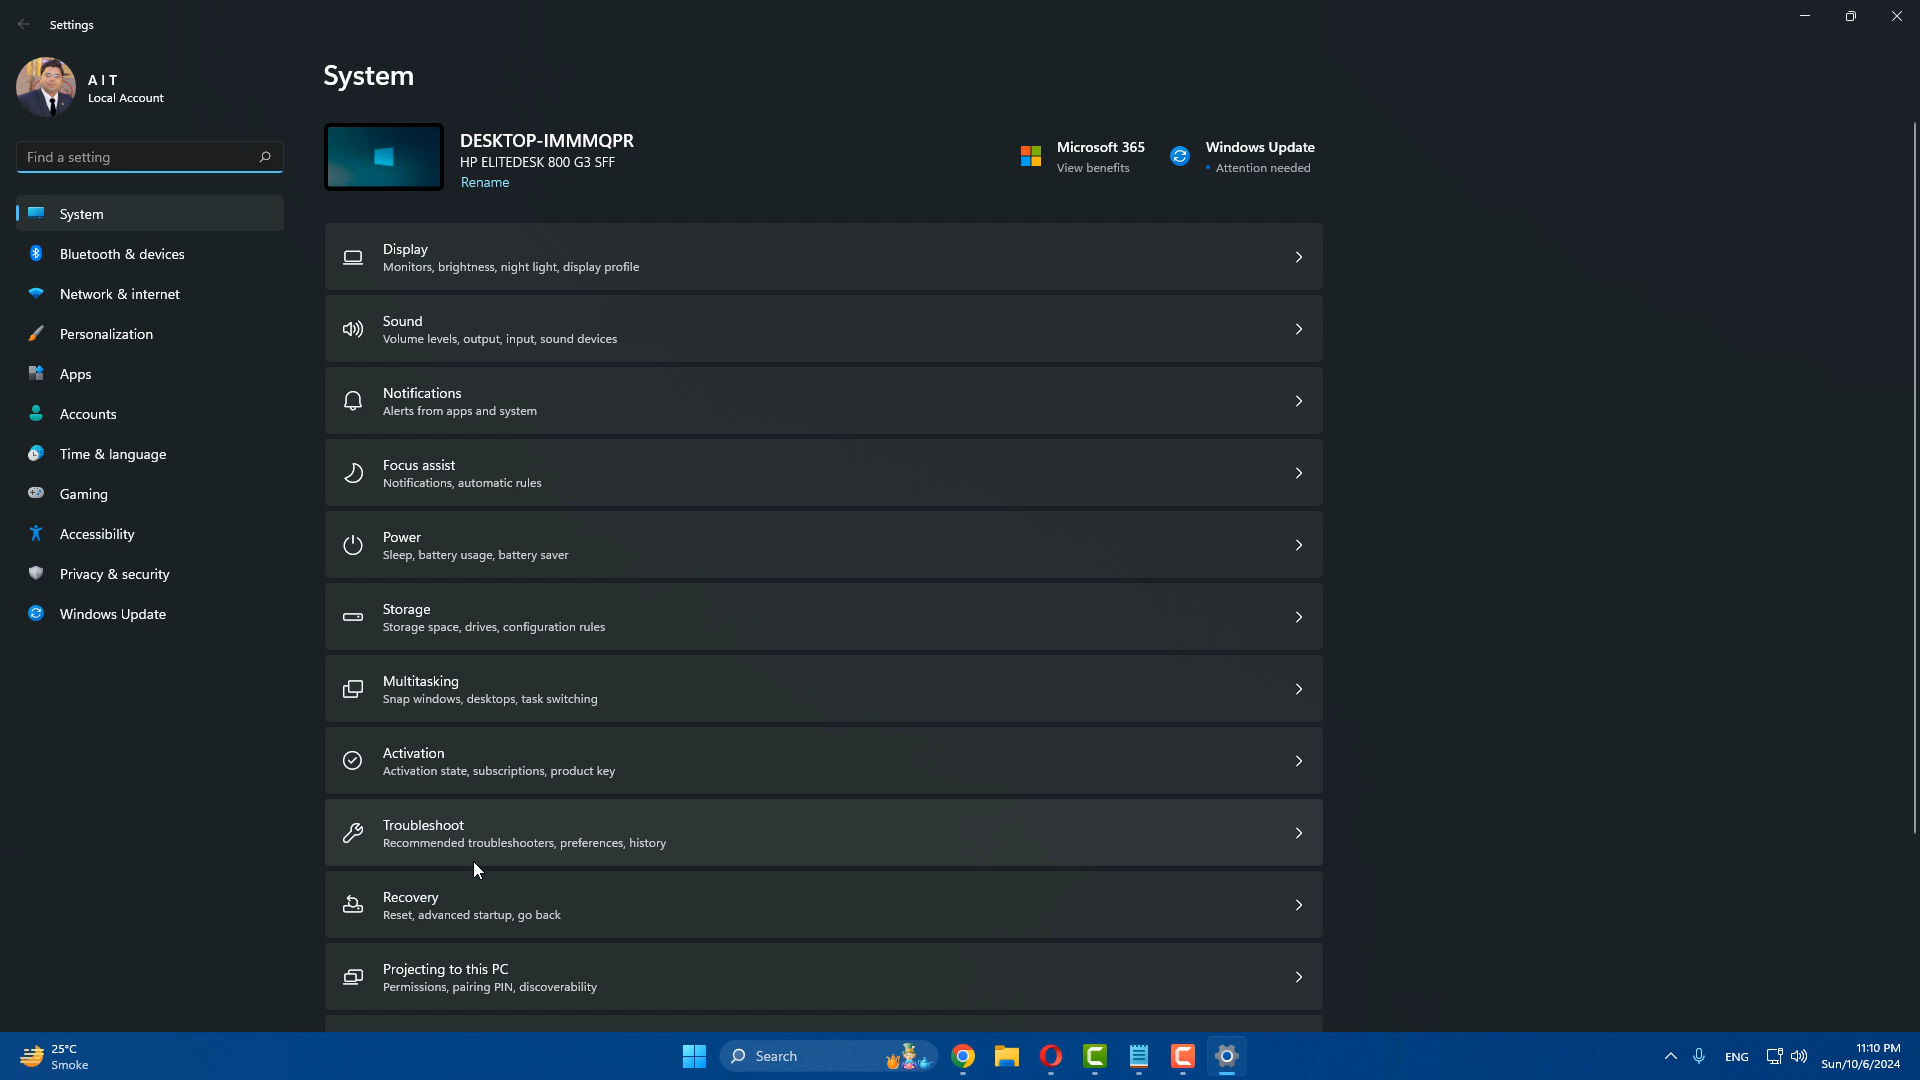 Settings
A I T
Local Account
Find a setting
System
Bluetooth & devices
Network & internet
Personalization
Apps
Accounts
Time & language
Gaming
Accessibility
Privacy & security
Windows Update
System
DESKTOP-IMMMQPR
HP ELITEDESK 800 G3 SFF
Rename
Microsoft 365
View benefits
Windows Update
Attention needed
Display
Monitors, brightness, night light, display profile
Sound
Volume levels, output, input, sound devices
Notifications
Alerts from apps and system
Focus assist
Notifications, automatic rules
Power
Sleep, battery usage, battery saver
Storage
Storage space, drives, configuration rules
Multitasking
Snap windows, desktops, task switching
Activation
Activation state, subscriptions, product key
Troubleshoot
Recommended troubleshooters, preferences, history
Recovery
Reset, advanced startup, go back
Projecting to this PC
Permissions, pairing PIN, discoverability
25°C
Smoke
Search
ENG
11:10 PM
Sun/10/6/2024